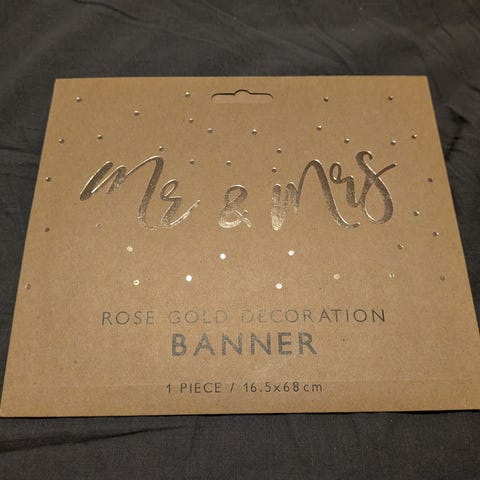 Mr & Mrs
ROSE GOLD DECORATION
BANNER
1 PIECE / 16.5x68cm